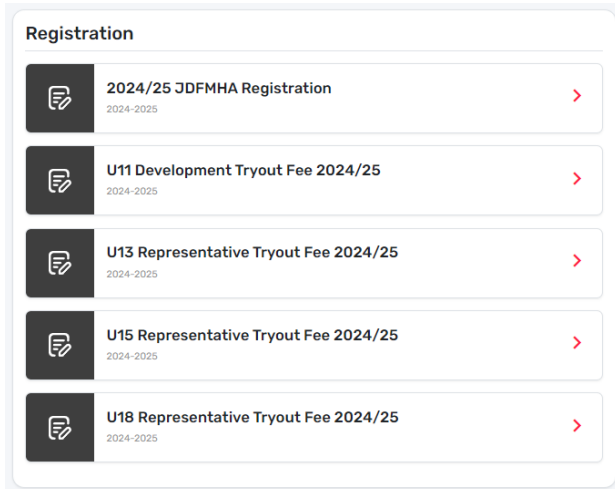 Registration
2024/25 JDFMHA Registration
2024-2025
U11 Development Tryout Fee 2024/25
2024-2025
U13 Representative Tryout Fee 2024/25
2024-2025
U15 Representative Tryout Fee 2024/25
2024-2025
U18 Representative Tryout Fee 2024/25
2024-2025